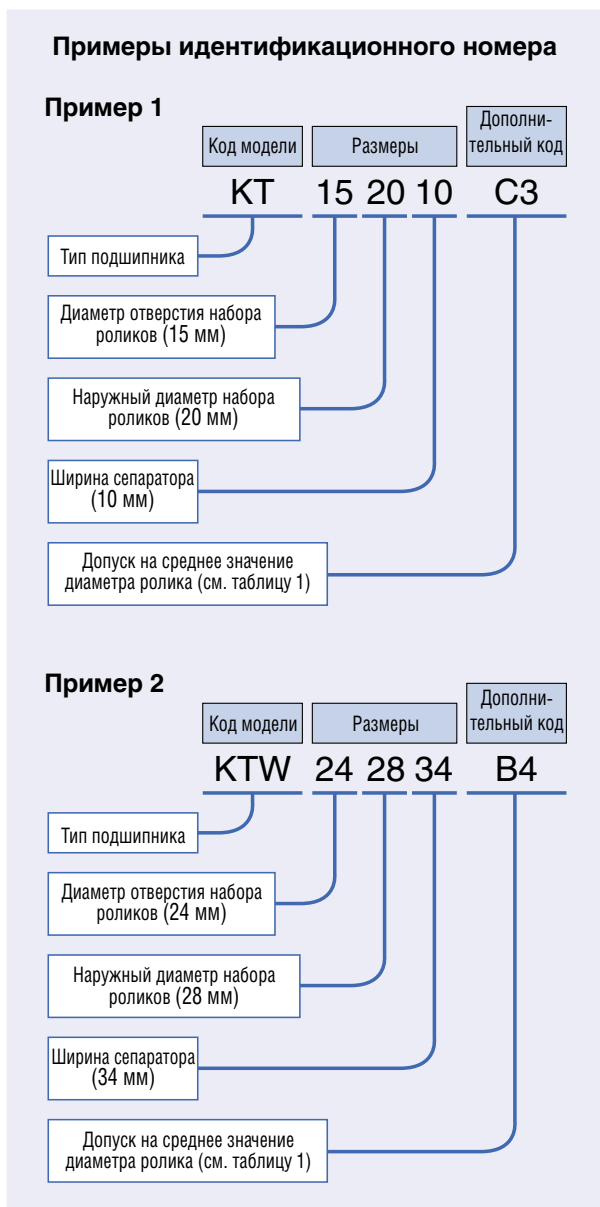 Примеры идентификационного номера
Пример 1
Код модели
Размеры
Дополни-
тельный код
KT 15 20 10 C3
Тип подшипника
Диаметр отверстия набора
роликов (15 мм)
Наружный диаметр набора
роликов (20 мм)
Ширина сепаратора
(10 мм)
Допуск на среднее значение
диаметра ролика (см. таблицу 1)
Пример 2
Код модели
Размеры
Дополни-
тельный код
KTW 24 28 34 B4
Тип подшипника
Диаметр отверстия набора
роликов (24 мм)
Наружный диаметр набора
роликов (28 мм)
Ширина сепаратора
(34 мм)
Допуск на среднее значение
диаметра ролика (см. таблицу 1)